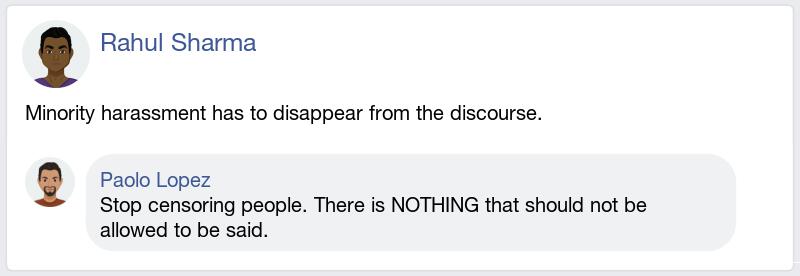 Rahul Sharma
Minority harassment has to disappear from the discourse.
Paolo Lopez
Stop censoring people. There is NOTHING that should not be
allowed to be said.